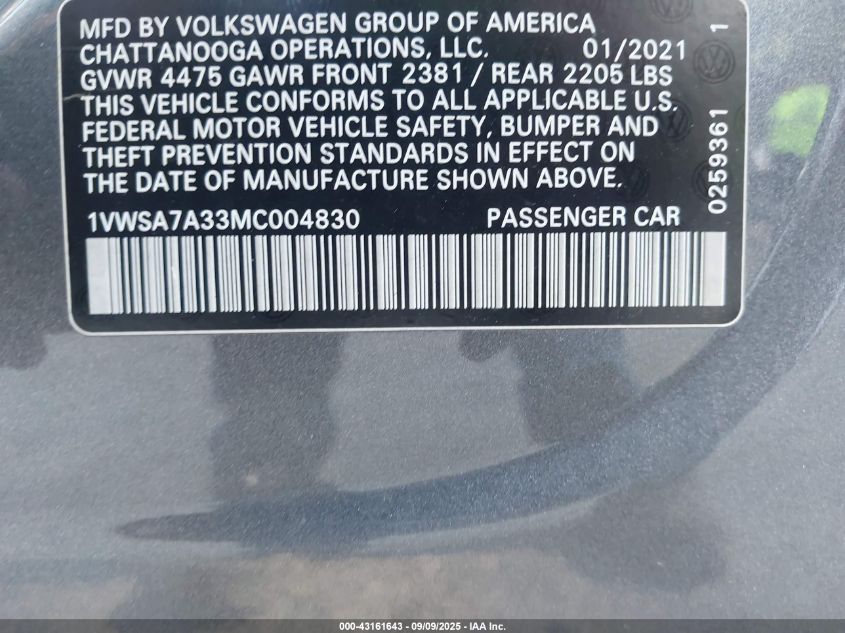 MFD BY VOLKSWAGEN GROUP OF AMERICA
CHATTANOOGA OPERATIONS, LLC. 01/2021
GVWR 4475 GAWR FRONT 2381 / REAR 2205 LBS
THIS VEHICLE CONFORMS TO ALL APPLICABLE U.S.
FEDERAL MOTOR VEHICLE SAFETY, BUMPER AND
THEFT PREVENTION STANDARDS IN EFFECT ON
THE DATE OF MANUFACTURE SHOWN ABOVE.
1VWSA7A33MC004830 PASSENGER CAR
0259361 1
000-43161643 - 09/09/2025 - IAA Inc.